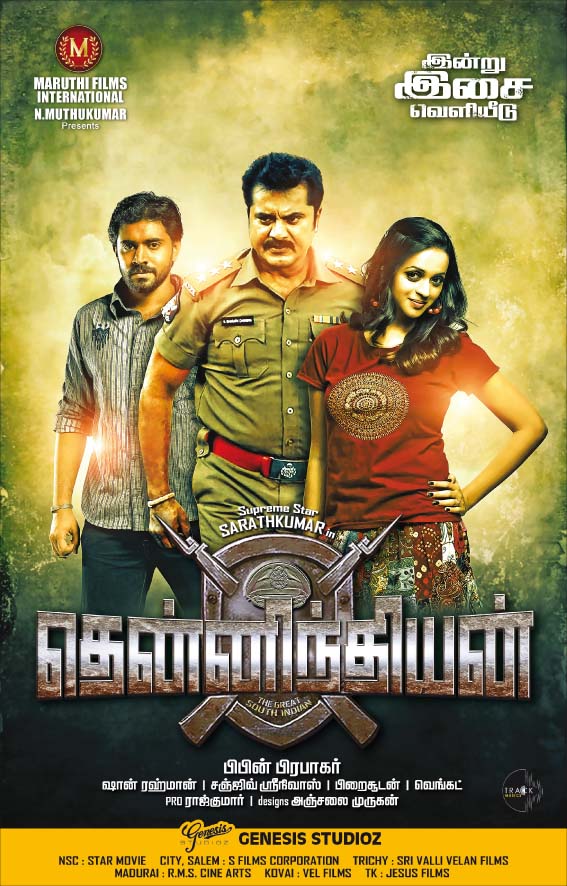 M
MARUTHI FILMS
INTERNATIONAL
N.MUTHUKUMAR
Presents
இன்று
இசை
வெளியீடு
Supreme Star
SARATHKUMAR in
தென்னிந்தியன்
THE GREAT
SOUTH INDIAN
பிபின் பிரபாகர்
ஷான் ரஹ்மான் | சஞ்ஜிவ் ஸ்ரீநிவாஸ் | பிறைசூடன் | வெங்கட்
PRO ராஜ்குமார் | designs அஞ்சலை முருகன்
TRACK
Genesis
STUDIOZ
GENESIS STUDIOZ
NSC : STAR MOVIE CITY, SALEM : S FILMS CORPORATION TRICHY : SRI VALLI VELAN FILMS
MADURAI : R.M.S. CINE ARTS KOVAI : VEL FILMS TK : JESUS FILMS